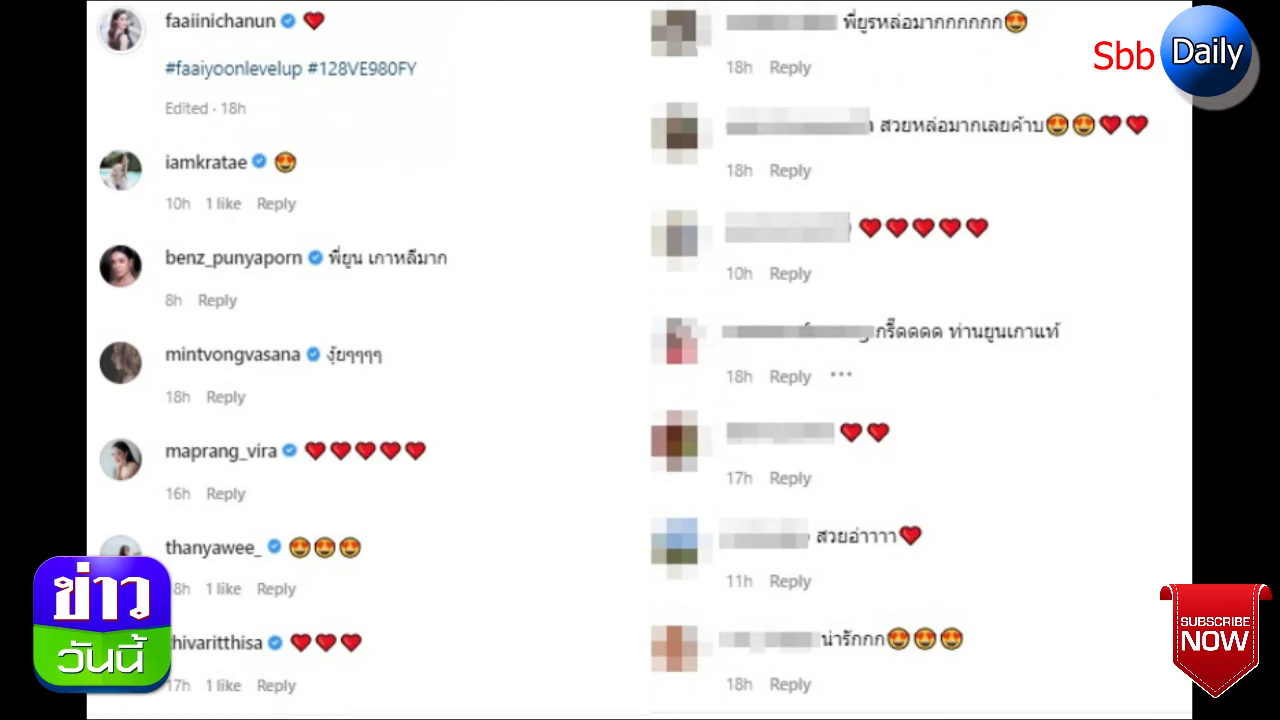 faaiinichanun ❤️
#faaiyoonlevelup #128VE980FY
Edited · 18h
iamkratae 😍
10h 1 like Reply
benz_punyaporn พี่ยูน เกาหลีมาก
8h Reply
mintvongvasana งุ้ยๆๆๆๆ
18h Reply
maprang_vira ❤️❤️❤️❤️❤️
16h Reply
thanyawee_ 😍😍😍
8h 1 like Reply
hivaritthisa ❤️❤️❤️
17h 1 like Reply
พี่ยูรหล่อมากกกกกก😍
18h Reply
สวยหล่อมากเลยค้าบ😍😍❤️❤️
18h Reply
❤️❤️❤️❤️❤️
10h Reply
กรี๊ดดดด ท่านยูนเกาแท้
18h Reply •••
❤️❤️
17h Reply
สวยอ่าาาา❤️
11h Reply
น่ารักกก😍😍😍
18h Reply
Sbb Daily
ข่าว
วันนี้
SUBSCRIBE
NOW